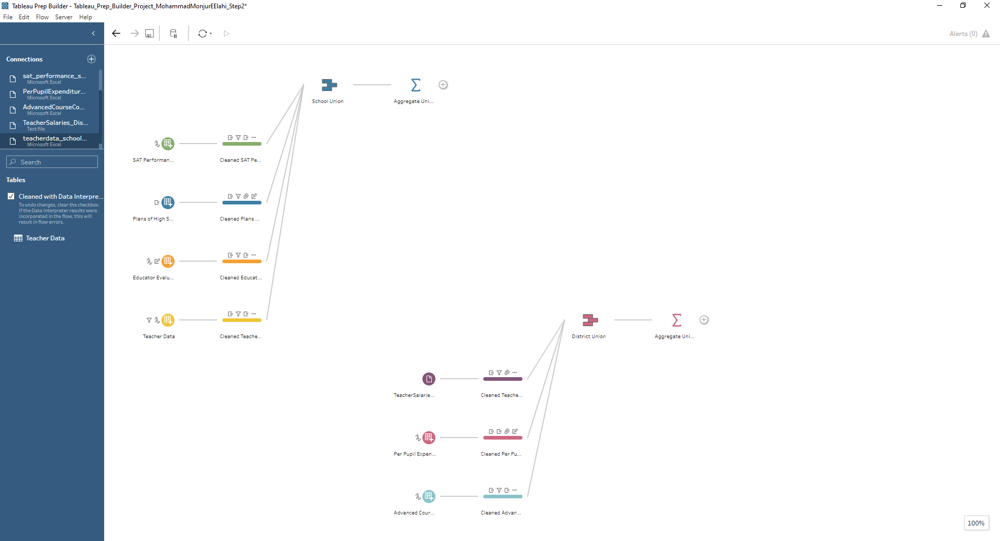 Tableau Prep Builder - Tableau_Prep_Builder_Project_MohammadMonjurEElahi_Step2*
File Edit Flow Server Help
Alerts (0)
Connections
sat_performance_s...
Microsoft Excel
PerPupilExpenditur...
Microsoft Excel
AdvancedCourseCo...
Microsoft Excel
TeacherSalaries_Dis...
Text file
teacherdata_school...
Microsoft Excel
Search
Tables
Cleaned with Data Interpre...
To undo changes, clear the checkbox.
If the Data Interpreter results were
incorporated in the flow, this will
result in flow errors.
Teacher Data
School Union
Aggregate Uni...
SAT Performan...
Cleaned SAT Pe...
Plans of High S...
Cleaned Plans ...
Educator Evalu...
Cleaned Educat...
Teacher Data
Cleaned Teache...
District Union
Aggregate Uni...
TeacherSalarie...
Cleaned Teache...
Per Pupil Expen...
Cleaned Per Pu...
Advanced Cour...
Cleaned Advan...
100%